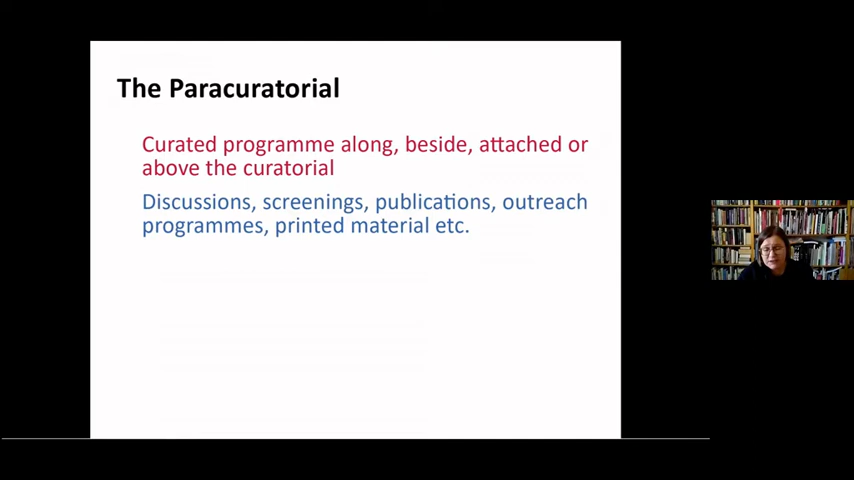 The Paracuratorial
Curated programme along, beside, attached or
above the curatorial
Discussions, screenings, publications, outreach
programmes, printed material etc.